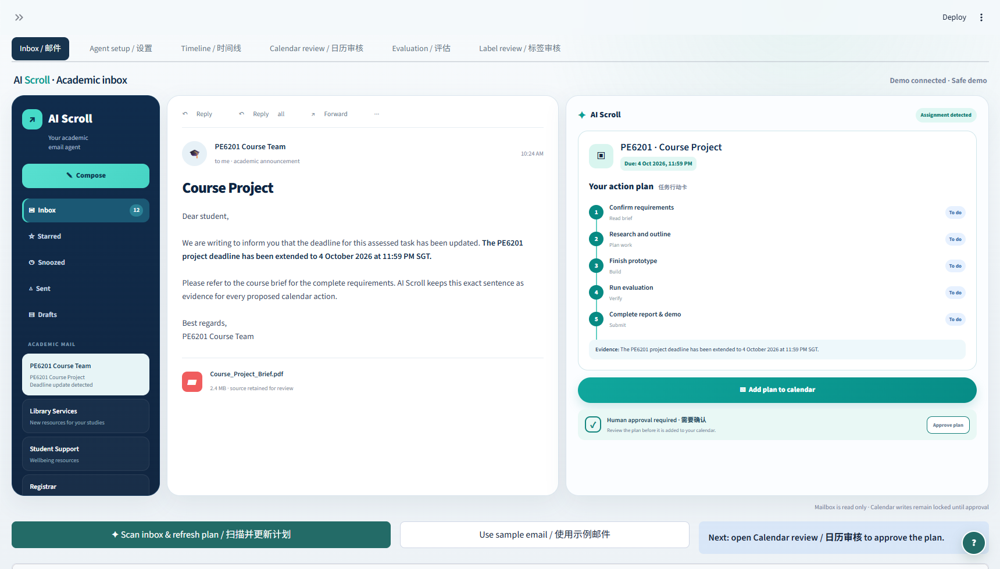 Deploy
Inbox / 邮件
Agent setup / 设置
Timeline / 时间线
Calendar review / 日历审核
Evaluation / 评估
Label review / 标签审核
AI Scroll · Academic inbox
Demo connected · Safe demo
AI Scroll
Your academic
email agent
Compose
Inbox
12
Starred
Snoozed
Sent
Drafts
ACADEMIC MAIL
PE6201 Course Team
PE6201 Course Project
Deadline update detected
Library Services
New resources for your studies
Student Support
Wellbeing resources
Registrar
Reply
Reply all
Forward
...
PE6201 Course Team
to me · academic announcement
10:24 AM
Course Project
Dear student,
We are writing to inform you that the deadline for this assessed task has been updated. The PE6201
project deadline has been extended to 4 October 2026 at 11:59 PM SGT.
Please refer to the course brief for the complete requirements. AI Scroll keeps this exact sentence as
evidence for every proposed calendar action.
Best regards,
PE6201 Course Team
Course_Project_Brief.pdf
2.4 MB · source retained for review
AI Scroll
Assignment detected
PE6201 · Course Project
Due: 4 Oct 2026, 11:59 PM
Your action plan 任务行动卡
1
Confirm requirements
Read brief
To do
2
Research and outline
Plan work
To do
3
Finish prototype
Build
To do
4
Run evaluation
Verify
To do
5
Complete report & demo
Submit
To do
Evidence: The PE6201 project deadline has been extended to 4 October 2026 at 11:59 PM SGT.
Add plan to calendar
Human approval required · 需要确认
Review the plan before it is added to your calendar.
Approve plan
Mailbox is read only · Calendar writes remain locked until approval
Scan inbox & refresh plan / 扫描并更新计划
Use sample email / 使用示例邮件
Next: open Calendar review / 日历审核 to approve the plan.
?